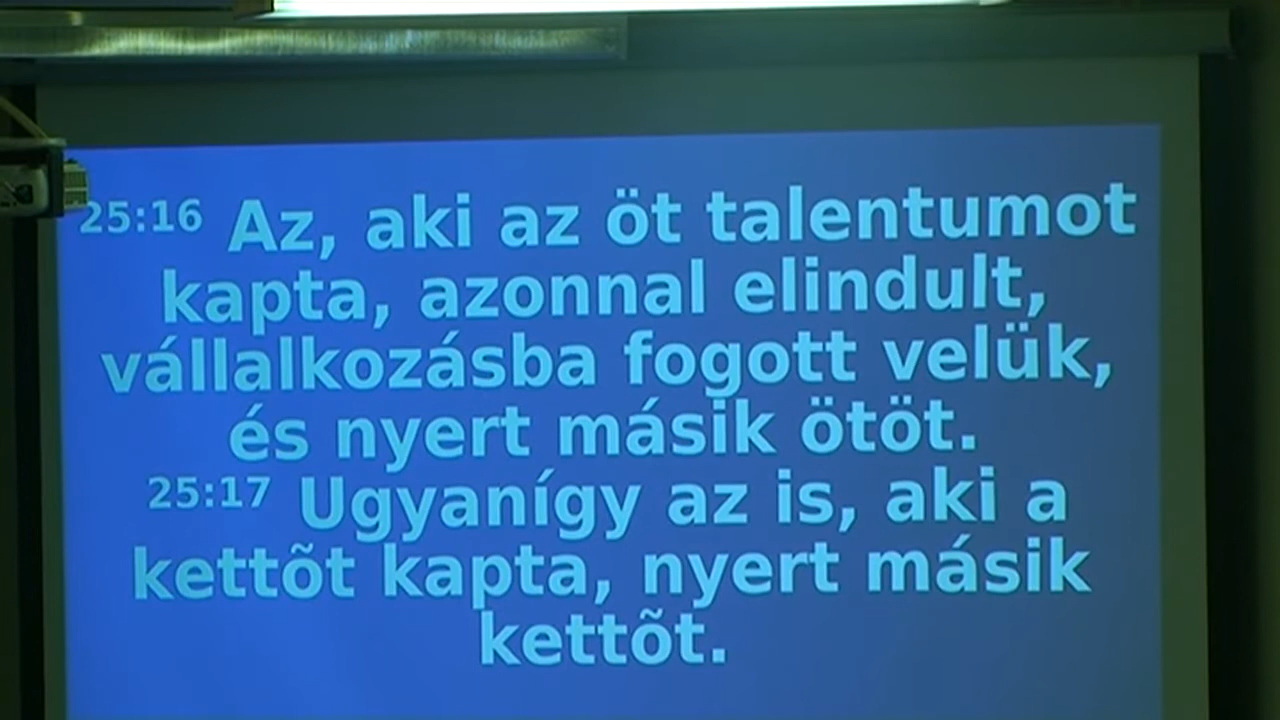 25:16 Az, aki az öt talentumot
kapta, azonnal elindult,
vállalkozásba fogott velük,
és nyert másik ötöt.
25:17 Ugyanígy az is, aki a
kettõt kapta, nyert másik
kettõt.